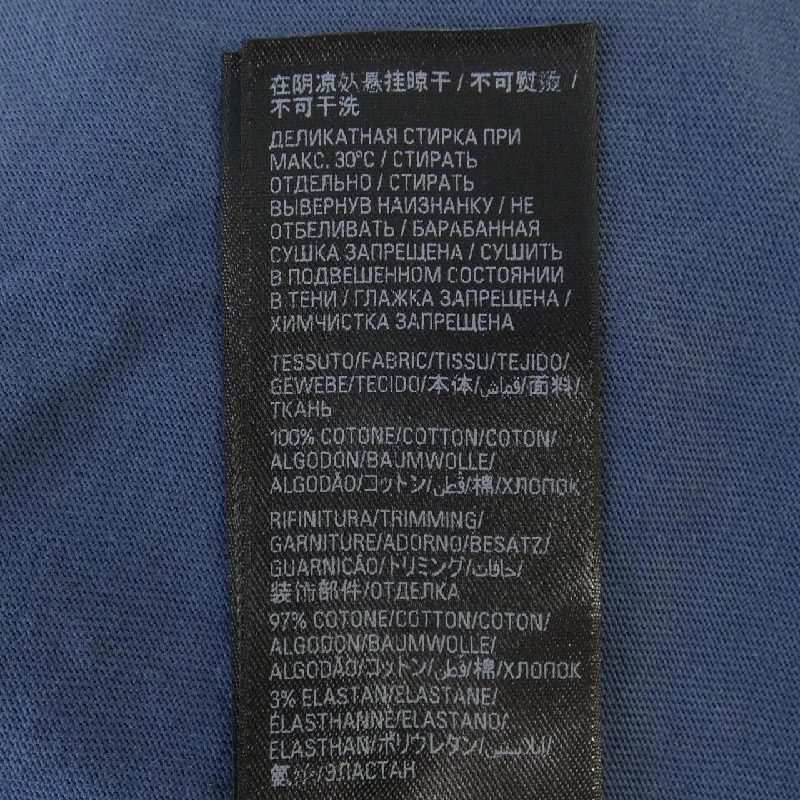 在阴凉处悬挂晾干 / 不可熨烫 /
不可干洗
ДЕЛИКАТНАЯ СТИРКА ПРИ
МАКС. 30°C / СТИРАТЬ
ОТДЕЛЬНО / СТИРАТЬ
ВЫВЕРНУВ НАИЗНАНКУ / НЕ
ОТБЕЛИВАТЬ / БАРАБАННАЯ
СУШКА ЗАПРЕЩЕНА / СУШИТЬ
В ПОДВЕШЕННОМ СОСТОЯНИИ
В ТЕНИ / ГЛАЖКА ЗАПРЕЩЕНА /
ХИМЧИСТКА ЗАПРЕЩЕНА
TESSUTO/FABRIC/TISSU/TEJIDO/
GEWEBE/TECIDO/本体/قماش/面料/
ТКАНЬ
100% COTONE/COTTON/COTON/
ALGODÓN/BAUMWOLLE/
ALGODÃO/コットン/قطن/棉/ХЛОПОК
RIFINITURA/TRIMMING/
GARNITURE/ADORNO/BESATZ/
GUARNIÇÃO/トリミング/حافات/
装饰部件/ОТДЕЛКА
97% COTONE/COTTON/COTON/
ALGODÓN/BAUMWOLLE/
ALGODÃO/コットン/قطن/棉/ХЛОПОК
3% ELASTAN/ELASTANE/
ÉLASTHANNE/ELASTANO/
ELASTHAN/ポリウレタン/إيلاستين/
氨纶/ЭЛАСТАН